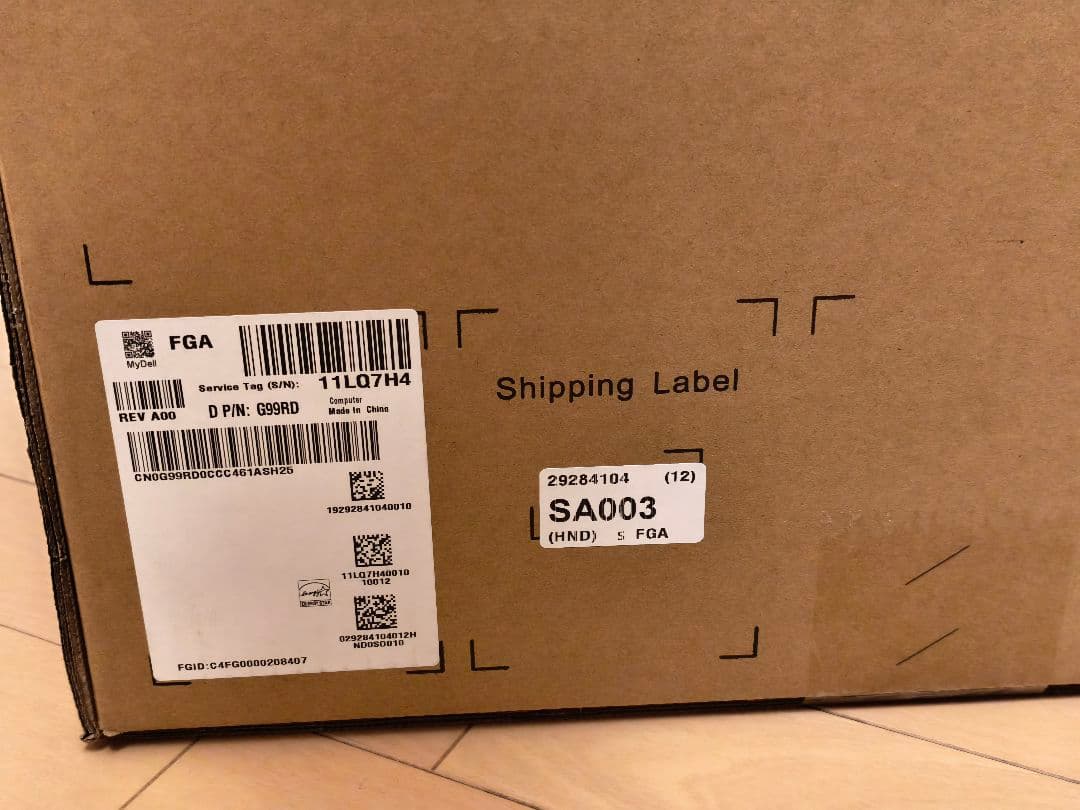 FGA
MyDell
Service Tag (S/N): 11LQ7H4
REV A00
D P/N: G99RD
Computer
Made In China
CN0G99RD0CCC461ASH25
19292841040010
11LQ7H40010
10012
029284104012H
ND0SO010
FGID:C4FG0000208407
Shipping Label
29284104 (12)
SA003
(HND) S FGA